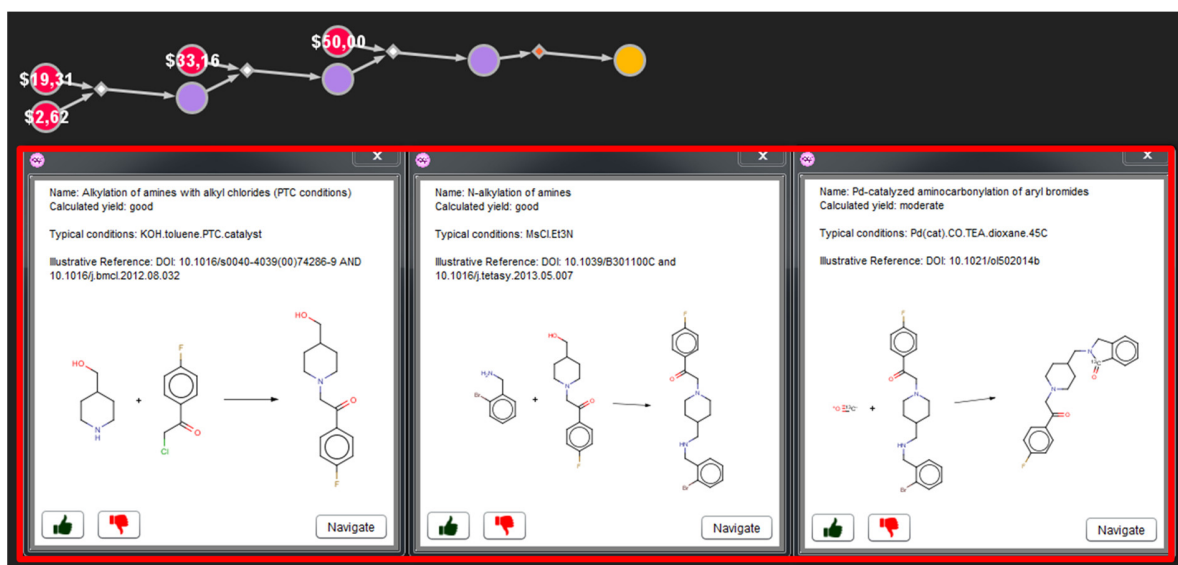 $50,00
$33,16
$19,31
$2,62
x
Name: Alkylation of amines with alkyl chlorides (PTC conditions)
Calculated yield: good
Typical conditions: KOH.toluene.PTC.catalyst
Illustrative Reference: DOI: 10.1016/s0040-4039(00)74286-9 AND
10.1016/j.bmcl.2012.08.032
HO
N
H
+
F
O
Cl
HO
N
O
F
Navigate
x
Name: N-alkylation of amines
Calculated yield: good
Typical conditions: MsCl.Et3N
Illustrative Reference: DOI: 10.1039/B301100C and
10.1016/j.tetasy.2013.05.007
H₂N
Br
+
HO
N
O
F
F
O
N
HN
Br
Navigate
x
Name: Pd-catalyzed aminocarbonylation of aryl bromides
Calculated yield: moderate
Typical conditions: Pd(cat).CO.TEA.dioxane.45C
Illustrative Reference: DOI: 10.1021/ol502014b
+
F
O
N
HN
Br
N
O
N
O
F
Navigate